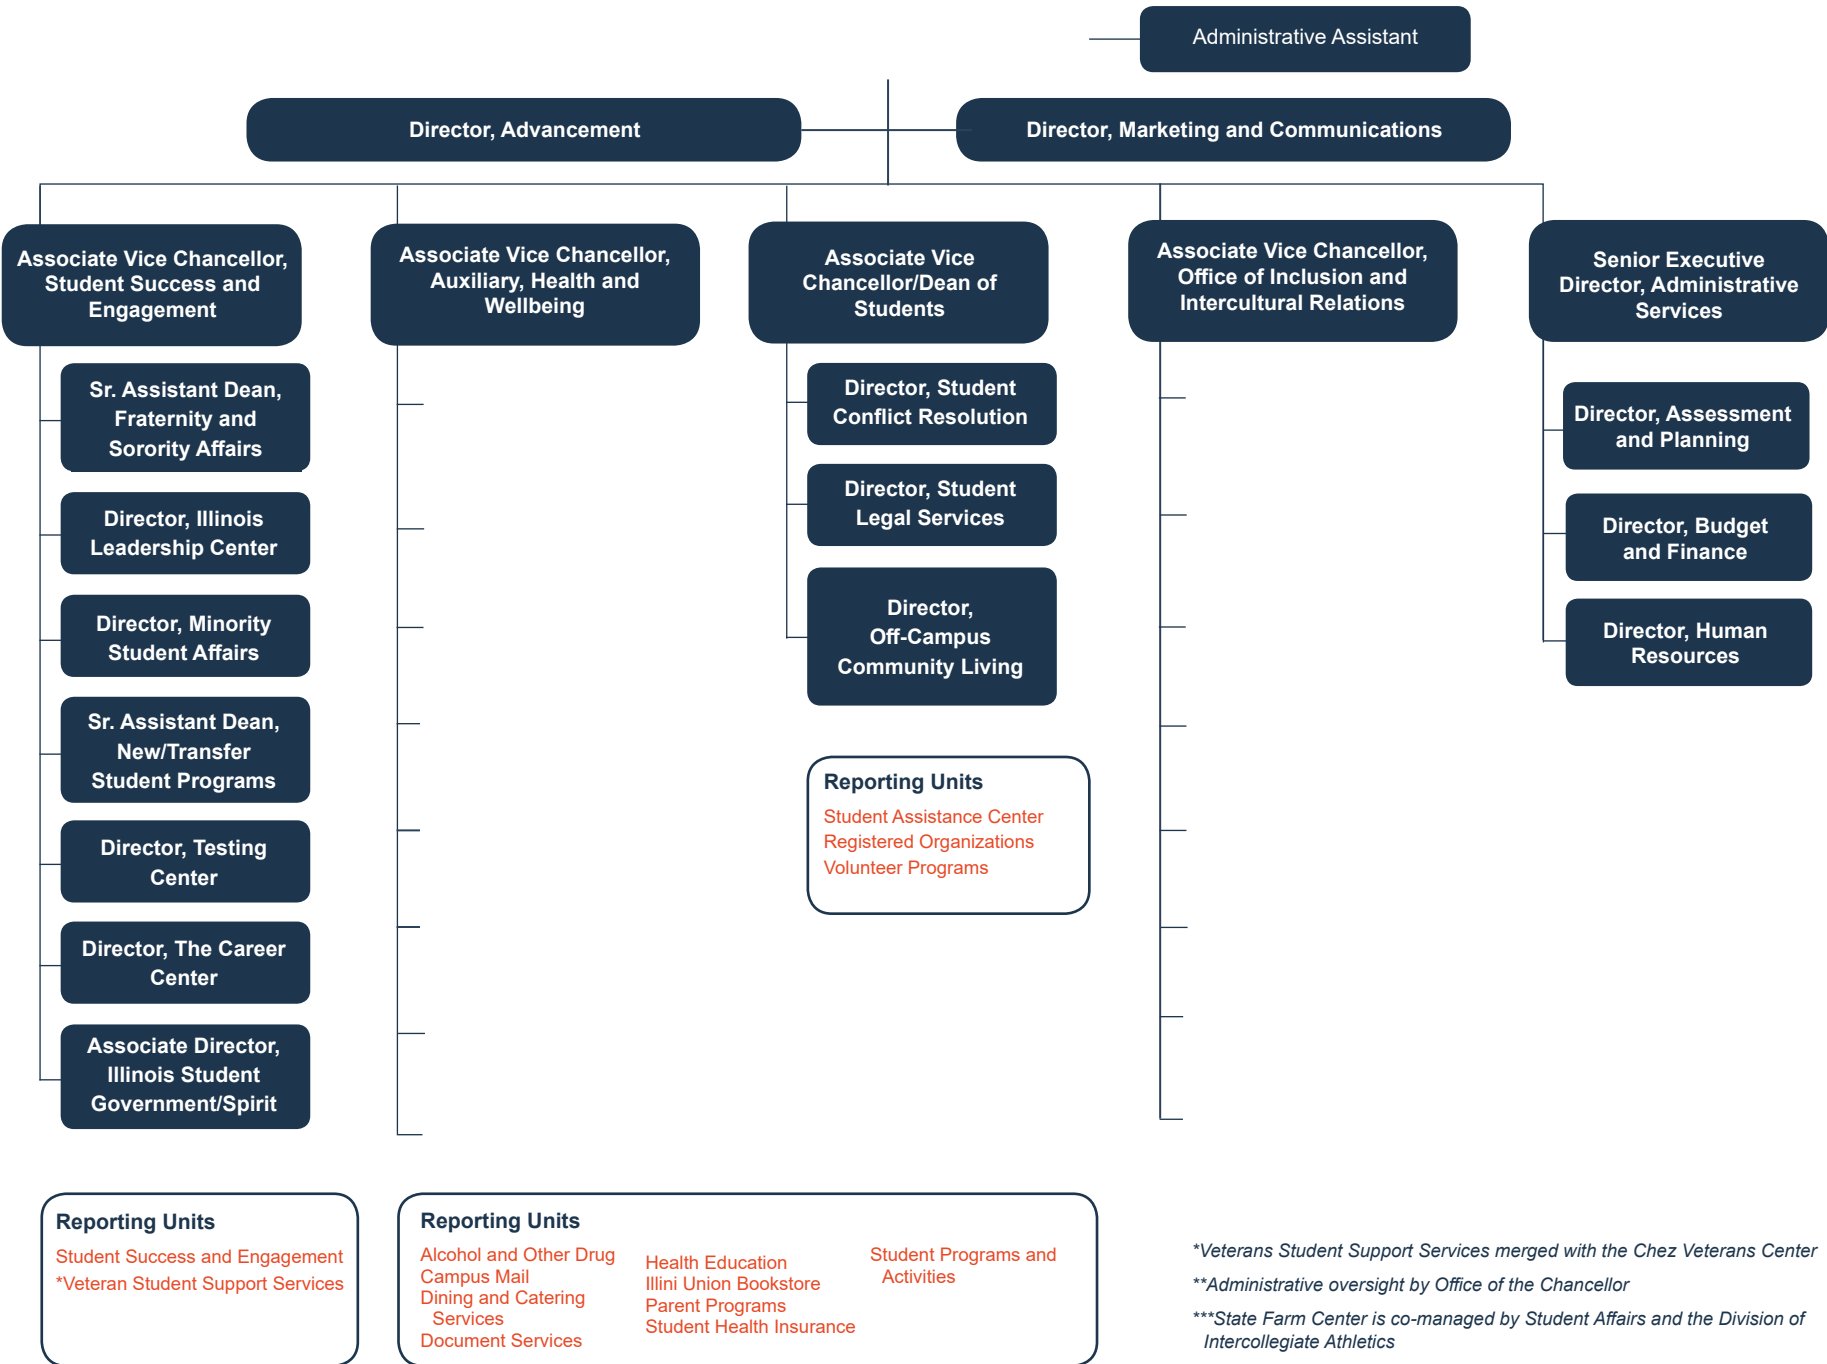 Administrative Assistant
Director, Advancement
Director, Marketing and Communications
Associate Vice Chancellor,
Student Success and
Engagement
Associate Vice Chancellor,
Auxiliary, Health and
Wellbeing
Associate Vice
Chancellor/Dean of
Students
Associate Vice Chancellor,
Office of Inclusion and
Intercultural Relations
Senior Executive
Director, Administrative
Services
Sr. Assistant Dean,
Fraternity and
Sorority Affairs
Director, Illinois
Leadership Center
Director, Minority
Student Affairs
Sr. Assistant Dean,
New/Transfer
Student Programs
Director, Testing
Center
Director, The Career
Center
Associate Director,
Illinois Student
Government/Spirit
Director, Student
Conflict Resolution
Director, Student
Legal Services
Director,
Off-Campus
Community Living
Reporting Units
Student Assistance Center
Registered Organizations
Volunteer Programs
Director, Assessment
and Planning
Director, Budget
and Finance
Director, Human
Resources
Reporting Units
Student Success and Engagement
*Veteran Student Support Services
Reporting Units
Alcohol and Other Drug
Campus Mail
Dining and Catering
Services
Document Services
Health Education
Illini Union Bookstore
Parent Programs
Student Health Insurance
Student Programs and
Activities
*Veterans Student Support Services merged with the Chez Veterans Center
**Administrative oversight by Office of the Chancellor
***State Farm Center is co-managed by Student Affairs and the Division of
Intercollegiate Athletics